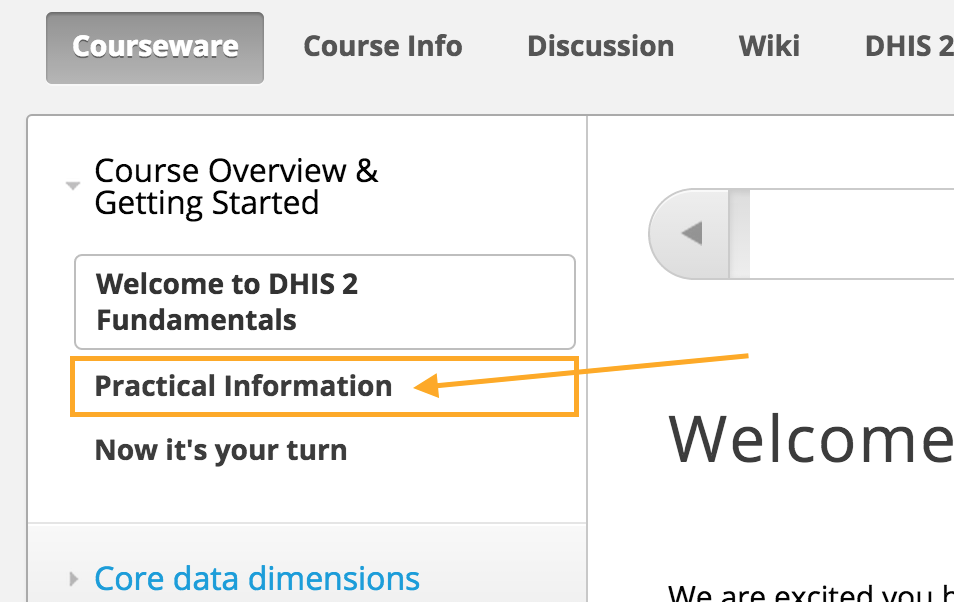 Courseware Course Info Discussion Wiki DHIS 2
Course Overview &
Getting Started
Welcome to DHIS 2
Fundamentals
Practical Information
Now it's your turn
Core data dimensions
Welcome
We are excited you